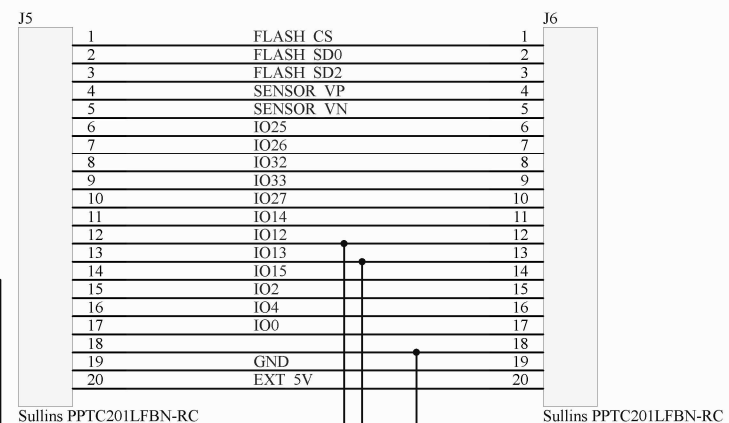 J5 J6
1 FLASH CS 1
2 FLASH SD0 2
3 FLASH SD2 3
4 SENSOR VP 4
5 SENSOR VN 5
6 IO25 6
7 IO26 7
8 IO32 8
9 IO33 9
10 IO27 10
11 IO14 11
12 IO12 12
13 IO13 13
14 IO15 14
15 IO2 15
16 IO4 16
17 IO0 17
18 18
19 GND 19
20 EXT 5V 20
Sullins PPTC201LFBN-RC Sullins PPTC201LFBN-RC